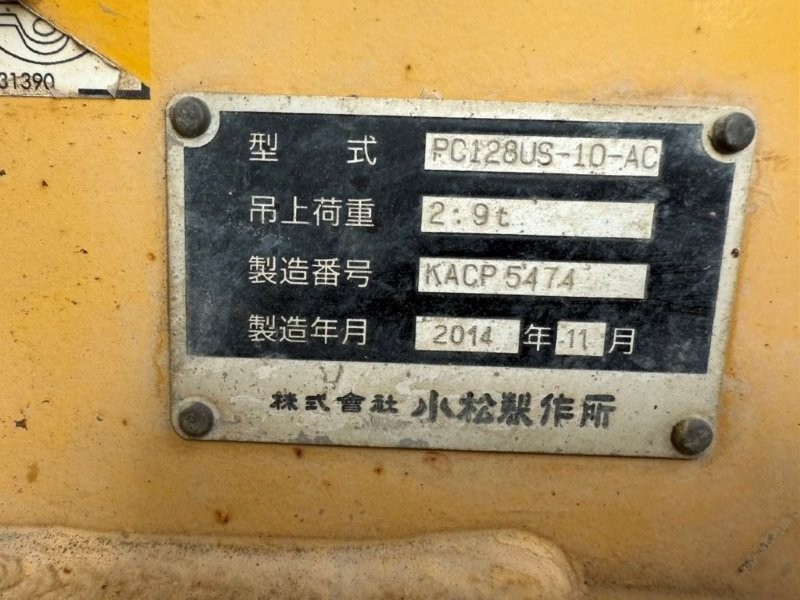 31390
型 式 PC128US-10-AC
吊上荷重 2.9t
製造番号 KACP 5474
製造年月 2014 年 11 月
株式會社 小松製作所